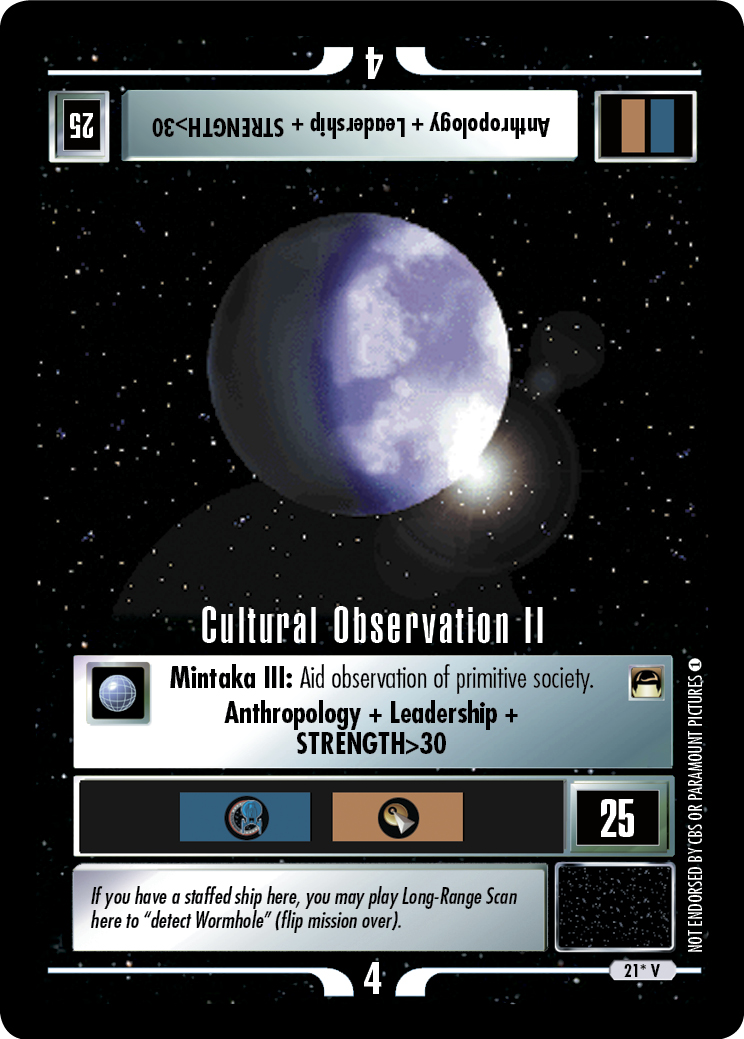 4
25
Anthropology + Leadership + STRENGTH>30
Cultural Observation II
Mintaka III: Aid observation of primitive society.
Anthropology + Leadership +
STRENGTH>30
25
If you have a staffed ship here, you may play Long-Range Scan
here to “detect Wormhole” (flip mission over).
4
21* V
NOT ENDORSED BY CBS OR PARAMOUNT PICTURES 1